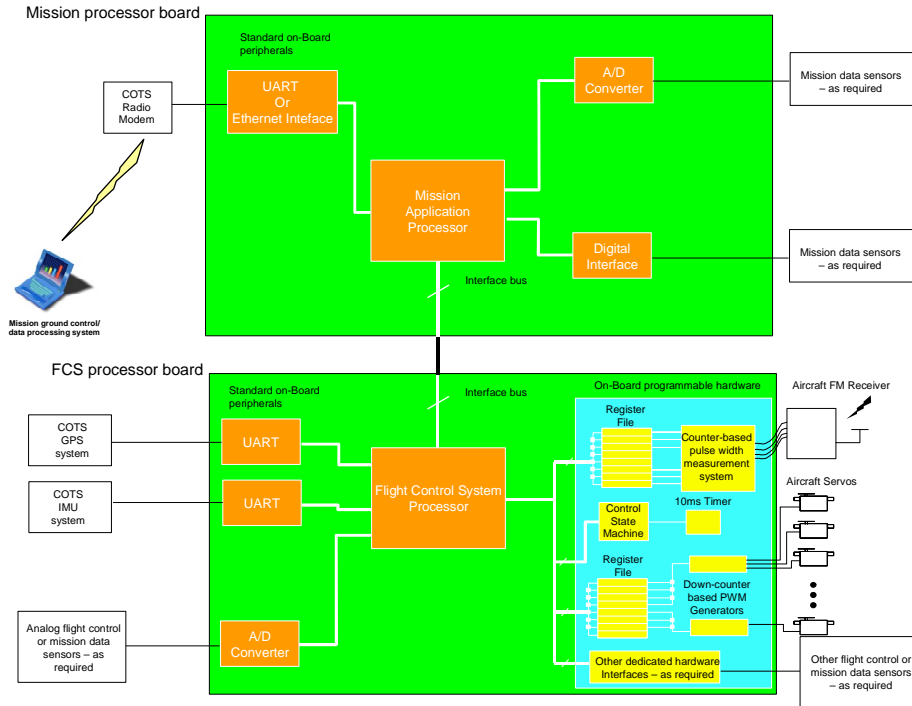 Mission processor board
Standard on-Board
peripherals
COTS
Radio
Modem
UART
Or
Ethernet Inteface
A/D
Converter
Mission data sensors
– as required
Mission
Application
Processor
Digital
Interface
Mission data sensors
– as required
Interface bus
Mission ground control/
data processing system
FCS processor board
Standard on-Board
peripherals
Interface bus
On-Board programmable hardware
Aircraft FM Receiver
Register
File
COTS
GPS
system
UART
Counter-based
pulse width
measurement
system
COTS
IMU
system
UART
Flight Control System
Processor
Aircraft Servos
Control
State
Machine
10ms Timer
Register
File
Down-counter
based PWM
Generators
Analog flight control
or mission data
sensors – as
required
A/D
Converter
Other dedicated hardware
Interfaces – as required
Other flight control or
mission data sensors
– as required